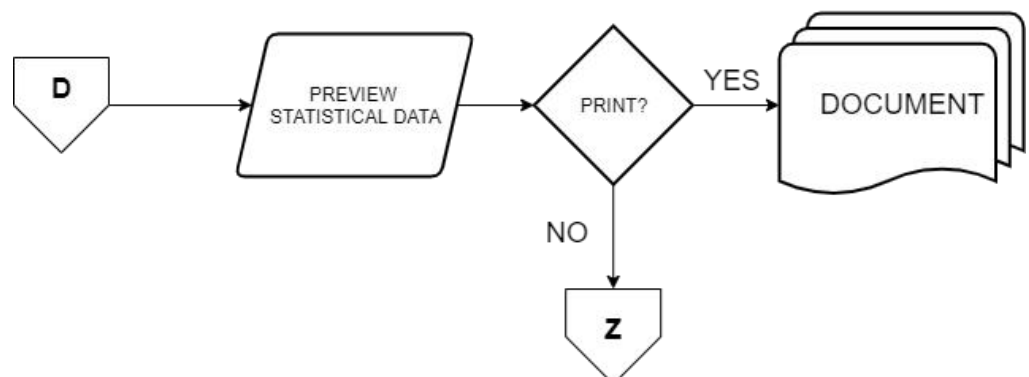 D
PREVIEW
STATISTICAL DATA
PRINT?
YES
DOCUMENT
NO
Z